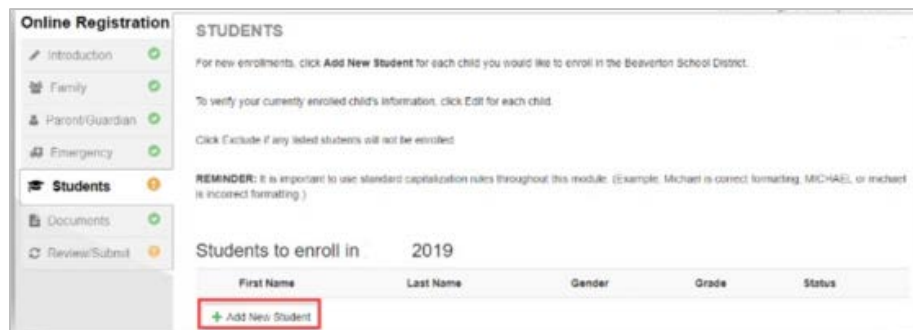 Online Registration
Introduction
Family
Parent/Guardian
Emergency
Students
Documents
Review/Submit
STUDENTS
For new enrollments, click Add New Student for each child you would like to enroll in the Beaverton School District.
To verify your currently enrolled child's information, click Edit for each child.
Click Exclude if any listed students will not be enrolled
REMINDER: It is important to use standard capitalization rules throughout this module. (Example: Michael is correct formatting, MICHAEL or michael
is incorrect formatting.)
Students to enroll in 2019
First Name Last Name Gender Grade Status
+ Add New Student